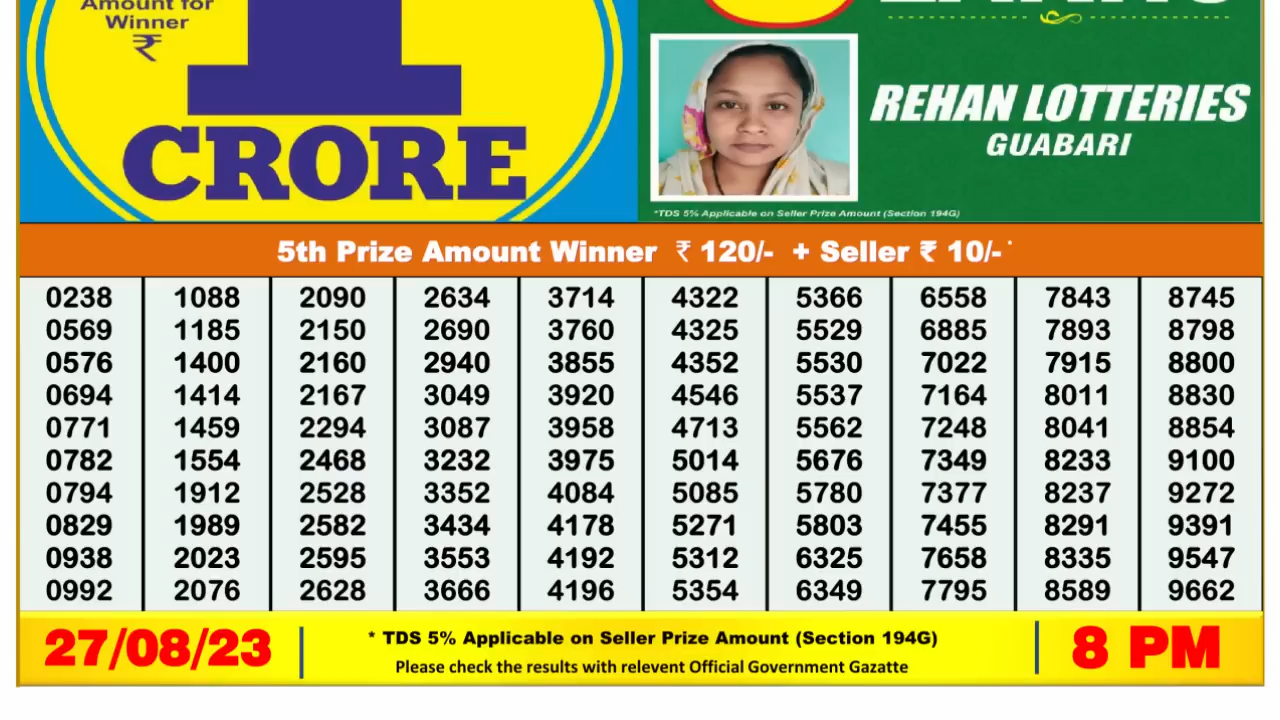 Amount for
Winner
₹
1
CRORE
REHAN LOTTERIES
GUABARI
*TDS 5% Applicable on Seller Prize Amount (Section 194G)
5th Prize Amount Winner ₹ 120/- + Seller ₹ 10/- *
0238 1088 2090 2634 3714 4322 5366 6558 7843 8745
0569 1185 2150 2690 3760 4325 5529 6885 7893 8798
0576 1400 2160 2940 3855 4352 5530 7022 7915 8800
0694 1414 2167 3049 3920 4546 5537 7164 8011 8830
0771 1459 2294 3087 3958 4713 5562 7248 8041 8854
0782 1554 2468 3232 3975 5014 5676 7349 8233 9100
0794 1912 2528 3352 4084 5085 5780 7377 8237 9272
0829 1989 2582 3434 4178 5271 5803 7455 8291 9391
0938 2023 2595 3553 4192 5312 6325 7658 8335 9547
0992 2076 2628 3666 4196 5354 6349 7795 8589 9662
27/08/23
* TDS 5% Applicable on Seller Prize Amount (Section 194G)
Please check the results with relevent Official Government Gazatte
8 PM